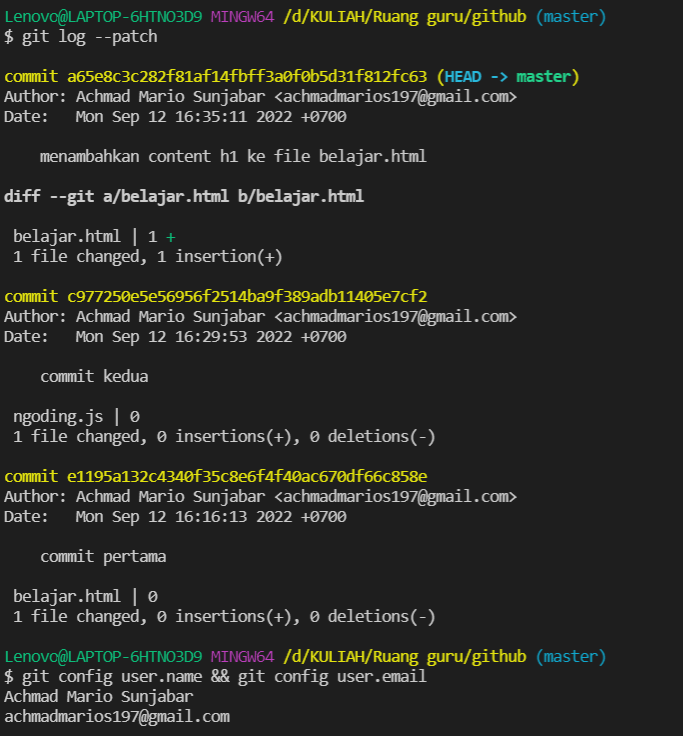 Lenovo@LAPTOP-6HTNO3D9 MINGW64 /d/KULIAH/Ruang guru/github (master)
$ git log --patch
commit a65e8c3c282f81af14fbff3a0f0b5d31f812fc63 (HEAD -> master)
Author: Achmad Mario Sunjabar <achmadmarios197@gmail.com>
Date:   Mon Sep 12 16:35:11 2022 +0700
    menambahkan content h1 ke file belajar.html
diff --git a/belajar.html b/belajar.html
 belajar.html | 1 +
 1 file changed, 1 insertion(+)
commit c977250e5e56956f2514ba9f389adb11405e7cf2
Author: Achmad Mario Sunjabar <achmadmarios197@gmail.com>
Date:   Mon Sep 12 16:29:53 2022 +0700
    commit kedua
 ngoding.js | 0
 1 file changed, 0 insertions(+), 0 deletions(-)
commit e1195a132c4340f35c8e6f4f40ac670df66c858e
Author: Achmad Mario Sunjabar <achmadmarios197@gmail.com>
Date:   Mon Sep 12 16:16:13 2022 +0700
    commit pertama
 belajar.html | 0
 1 file changed, 0 insertions(+), 0 deletions(-)
Lenovo@LAPTOP-6HTNO3D9 MINGW64 /d/KULIAH/Ruang guru/github (master)
$ git config user.name && git config user.email
Achmad Mario Sunjabar
achmadmarios197@gmail.com